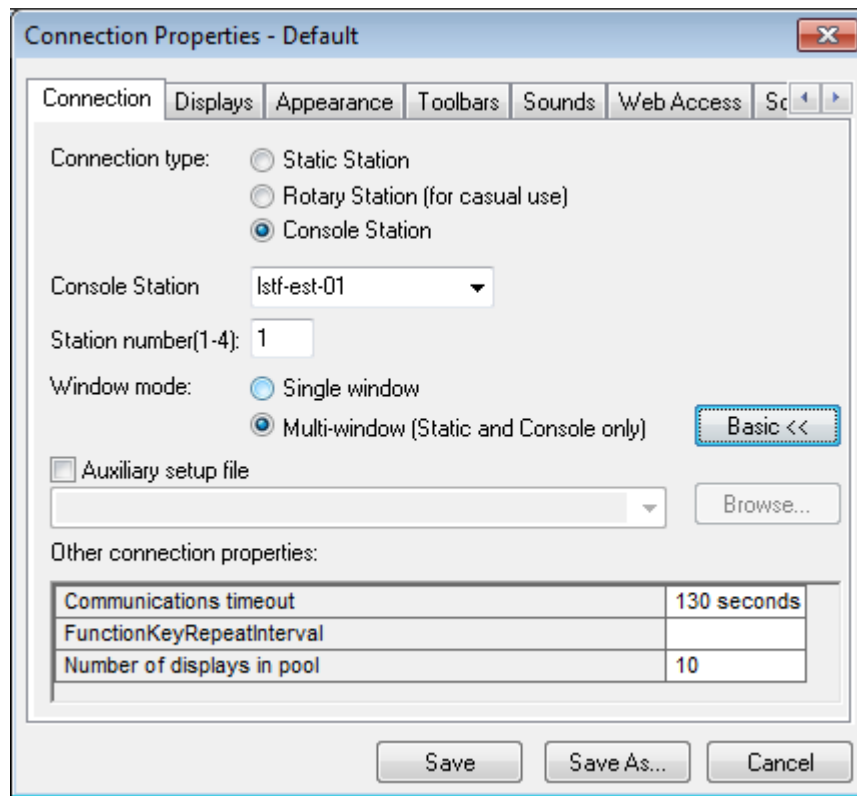 Connection Properties - Default
Connection Displays Appearance Toolbars Sounds Web Access Sc
Connection type: Static Station
Rotary Station (for casual use)
Console Station
Console Station lstf-est-01
Station number(1-4): 1
Window mode: Single window
Multi-window (Static and Console only) Basic <<
Auxiliary setup file
Browse...
Other connection properties:
Communications timeout 130 seconds
FunctionKeyRepeatInterval
Number of displays in pool 10
Save Save As... Cancel